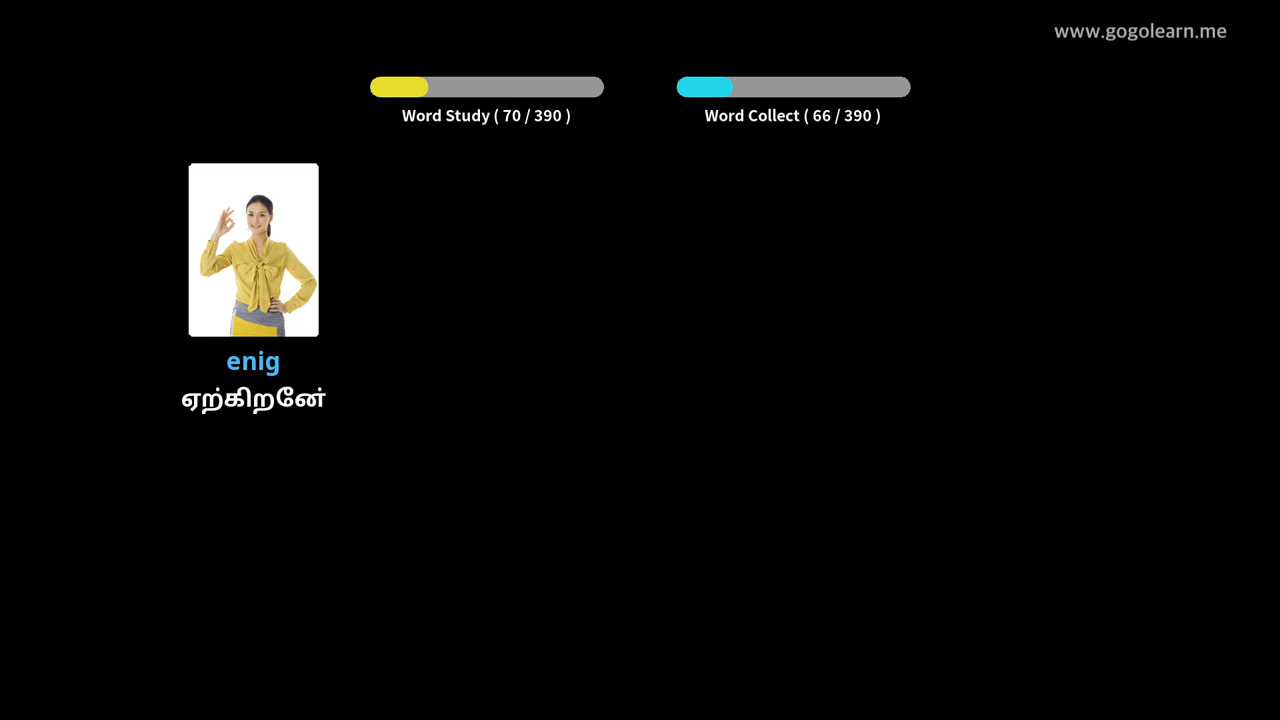 www.gogolearn.me
Word Study ( 70 / 390 )
Word Collect ( 66 / 390 )
enig
ஏற்கிறேன்